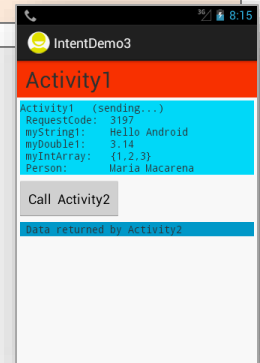 3G 8:15
IntentDemo3
Activity1
Activity1 (sending...)
RequestCode: 3197
myString1: Hello Android
myDouble1: 3.14
myIntArray: {1,2,3}
Person: Maria Macarena
Call Activity2
Data returned by Activity2